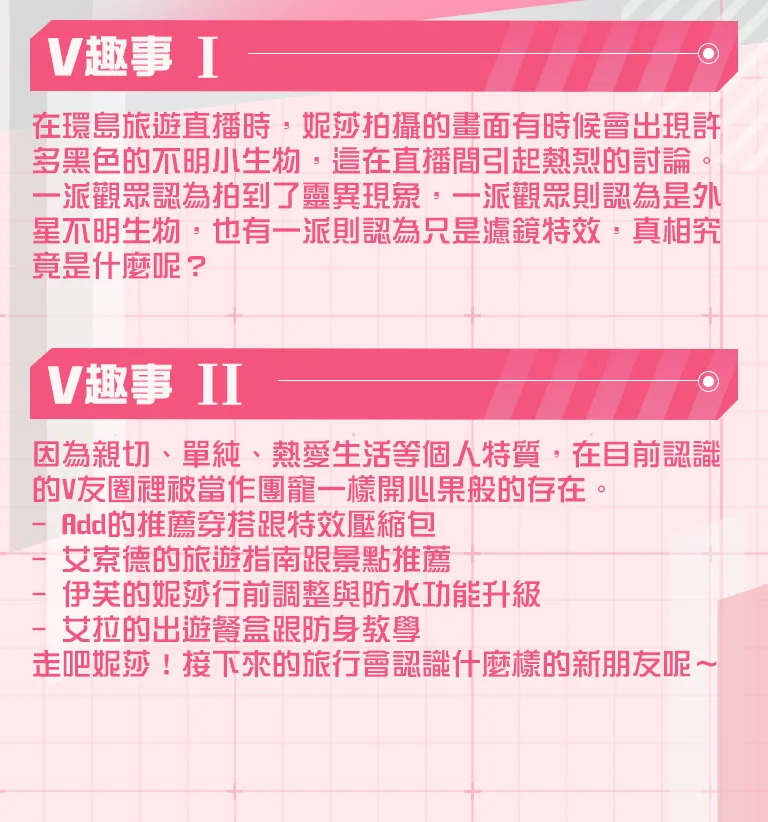 V趣事 I
在環島旅遊直播時，妮莎拍攝的畫面有時候會出現許
多黑色的不明小生物，這在直播間引起熱烈的討論。
一派觀眾認為拍到了靈異現象，一派觀眾則認為是外
星不明生物，也有一派則認為只是濾鏡特效，真相究
竟是什麼呢？
V趣事 II
因為親切、單純、熱愛生活等個人特質，在目前認識
的V友圈裡被當作團寵一樣開心果般的存在。
- Add的推薦穿搭跟特效壓縮包
- 艾索德的旅遊指南跟景點推薦
- 伊芙的妮莎行前調整與防水功能升級
- 艾拉的出遊餐盒跟防身教學
走吧妮莎！接下來的旅行會認識什麼樣的新朋友呢～